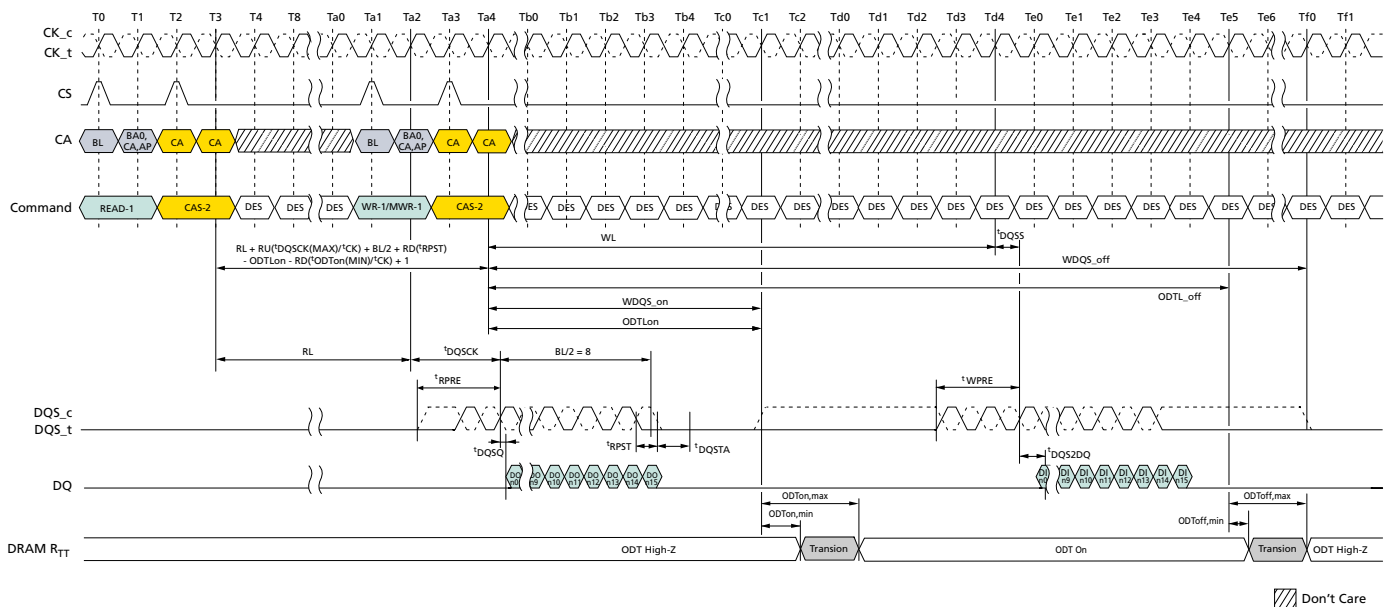 T0 T1 T2 T3 T4 T8 Ta0 Ta1 Ta2 Ta3 Ta4 Tb0 Tb1 Tb2 Tb3 Tb4 Tc0 Tc1 Tc2 Td0 Td1 Td2 Td3 Td4 Te0 Te1 Te2 Te3 Te4 Te5 Te6 Tf0 Tf1
CK_c
CK_t
CS
CA BL BA0, CA,AP CA CA BL BA0, CA,AP CA CA
Command READ-1 CAS-2 DES DES DES WR-1/MWR-1 CAS-2 DES DES DES DES DES DES DES DES DES DES DES DES DES DES DES DES DES DES DES DES DES DES
WL
tDQSS
RL + RU(tDQSCK(MAX)/tCK) + BL/2 + RD(tRPST)
- ODTLon - RD(tODTon(MIN)/tCK) + 1
WDQS_off
ODTL_off
WDQS_on
ODTLon
RL tDQSCK BL/2 = 8
tRPRE tWPRE
DQS_c
DQS_t
tDQSQ tRPST tDQSTA tDQS2DQ
DQ DO n0 DO n9 DO n10 DO n11 DO n12 DO n13 DO n14 DO n15 DI n0 DI n9 DI n10 DI n11 DI n12 DI n13 DI n14 DI n15
ODTon,max ODToff,max
ODTon,min ODToff,min
DRAM RTT ODT High-Z Transion ODT On Transion ODT High-Z
Don't Care